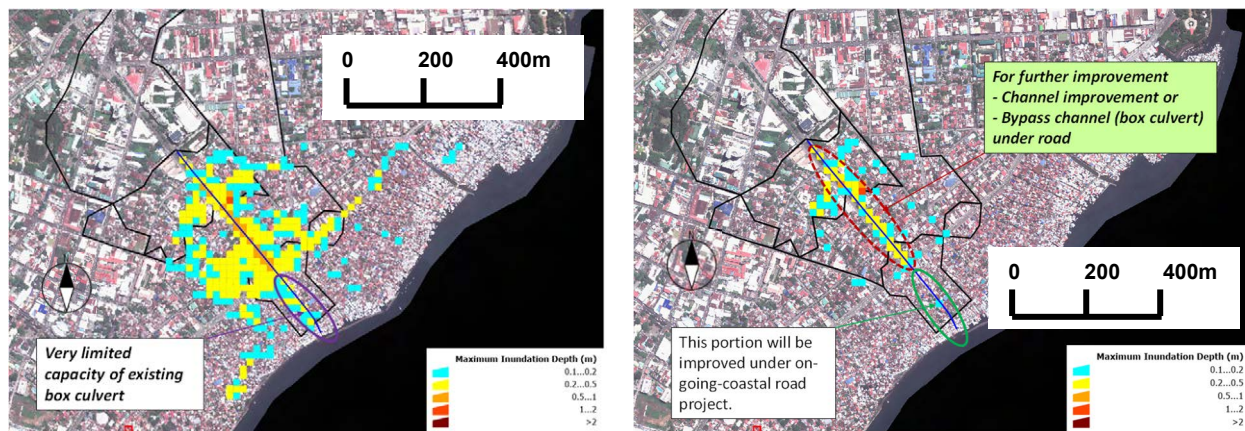 0 200 400m
Very limited
capacity of existing
box culvert
Maximum Inundation Depth (m)
0.1...0.2
0.2...0.5
0.5...1
1...2
>2
For further improvement
- Channel improvement or
- Bypass channel (box culvert)
under road
0 200 400m
This portion will be
improved under on-
going-coastal road
project.
Maximum Inundation Depth (m)
0.1...0.2
0.2...0.5
0.5...1
1...2
>2